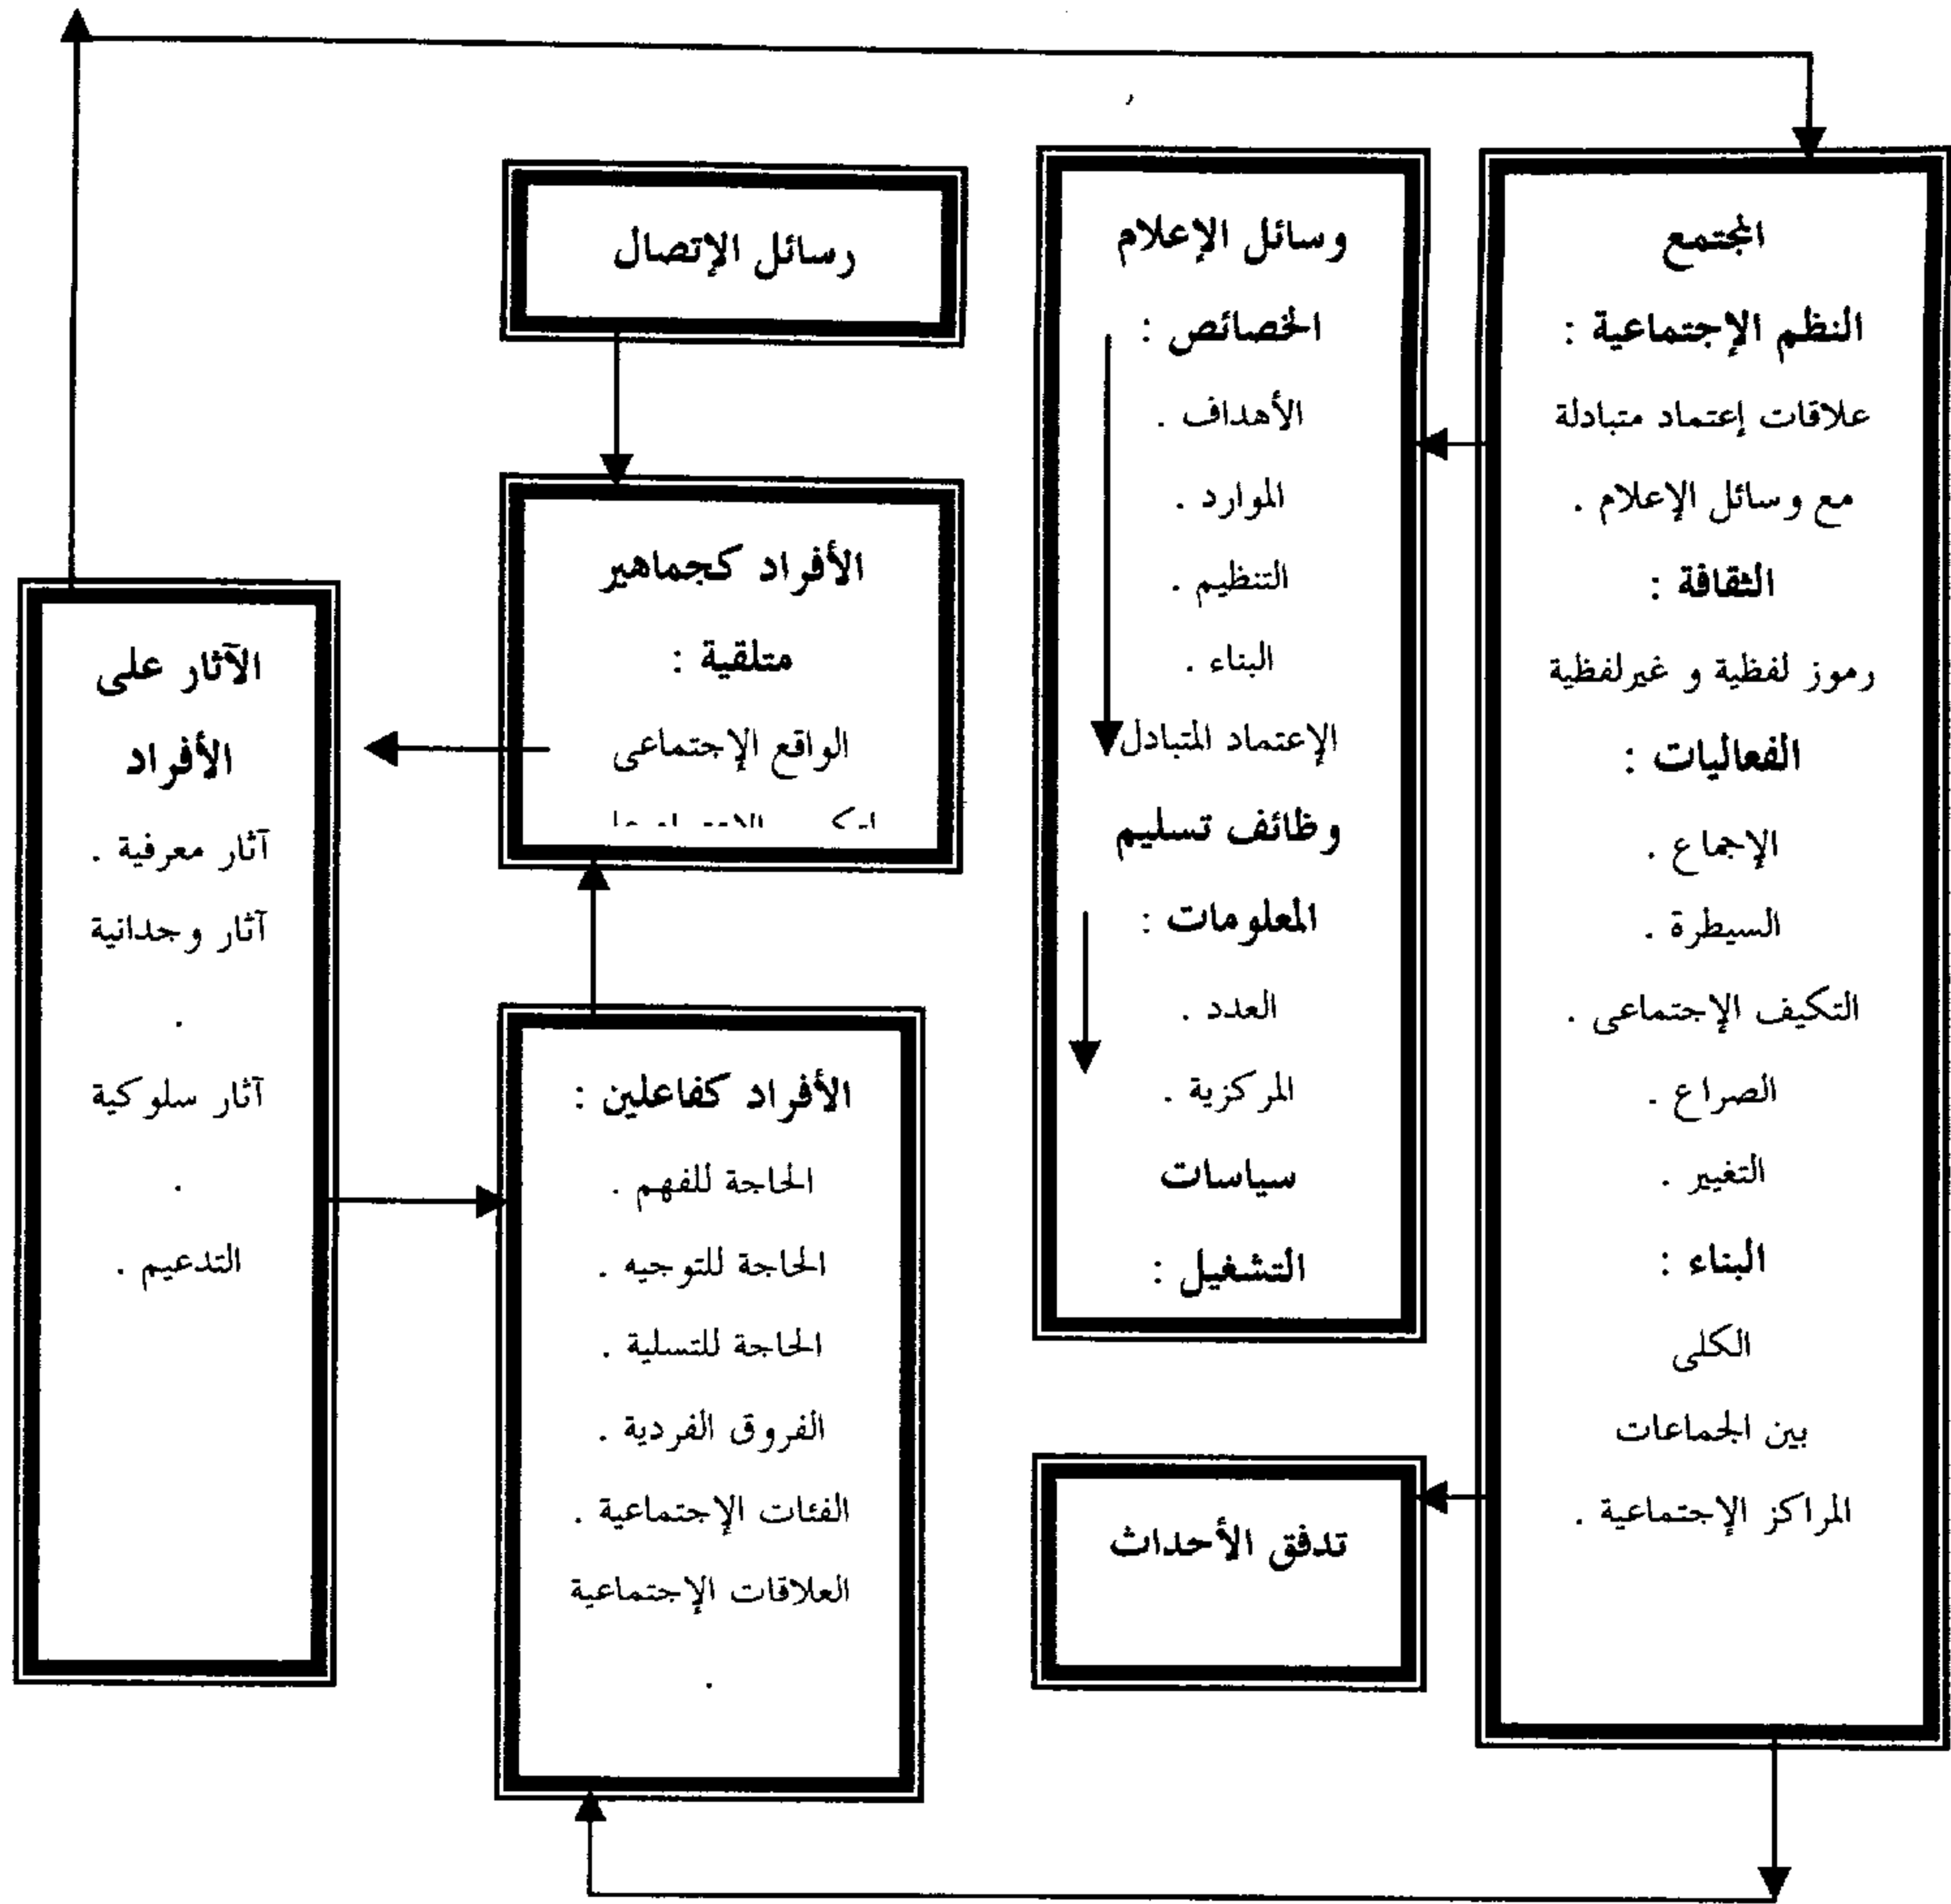 المجتمع
النظم الإجتماعية :
علاقات إعتماد متبادلة
مع وسائل الإعلام .
الثقافة :
رموز لفظية و غيرلفظية
الفعاليات :
الإجماع .
السيطرة .
التكيف الإجتماعى .
الصراع .
التغيير .
البناء :
الكلى
بين الجماعات
المراكز الإجتماعية .
وسائل الإعلام
الخصائص :
الأهداف .
الموارد .
التنظيم .
البناء .
الإعتماد المتبادل
وظائف تسليم
المعلومات :
العدد .
المركزية .
سياسات
التشغيل :
تدفق الأحداث
رسائل الإتصال
الأفراد كجماهير
متلقية :
الواقع الإجتماعى
الأفراد كفاعلين :
الحاجة للفهم .
الحاجة للتوجيه .
الحاجة للتسلية .
الفروق الفردية .
الفئات الإجتماعية .
العلاقات الإجتماعية
.
الآثار على
الأفراد
آثار معرفية .
آثار وجدانية
.
آثار سلوكية
.
التدعيم .